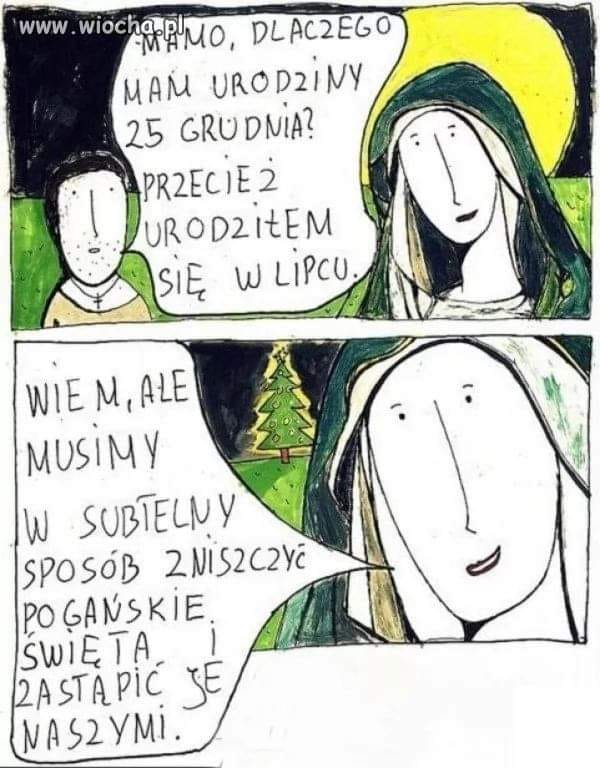 www.wiocha.pl
MAMO, DLACZEGO
MAM URODZINY
25 GRUDNIA?
PRZECIEŻ
URODZIŁEM
SIĘ W LIPCU.
WIEM, ALE
MUSIMY
W SUBTELNY
SPOSÓB ZNISZCZYĆ
POGAŃSKIE
ŚWIĘTA I
ZASTĄPIĆ JE
NASZYMI.